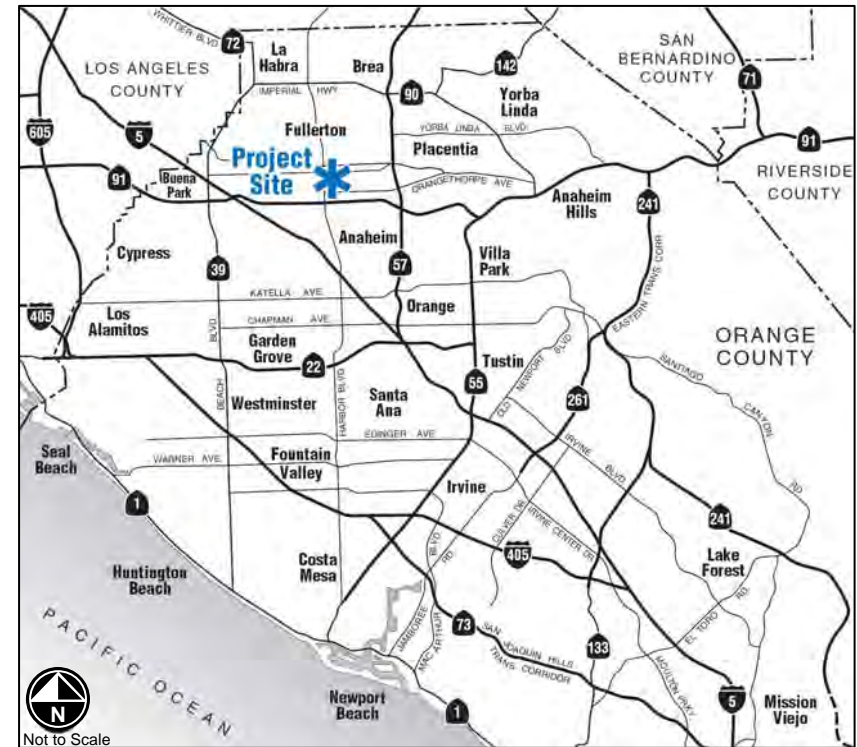 WHITTIER BLVD
72
La
Habra
Brea
142
SAN
BERNARDINO
COUNTY
71
LOS ANGELES
COUNTY
IMPERIAL HWY
90
Yorba
Linda
605
5
Fullerton
YORBA LINDA BLVD.
91
Placentia
Project
Site
91
Buena
Park
ORANGETHORPE AVE
RIVERSIDE
COUNTY
Anaheim
Hills
241
Cypress
Anaheim
57
Villa
Park
39
EASTERN TRANS CORR
KATELLA AVE.
Orange
405
Los
Alamitos
CHAPMAN AVE.
BLVD
Garden
Grove
22
ORANGE
COUNTY
Tustin
OLD NEWPORT BLVD
SANTIAGO CANYON RD
55
261
BEACH
Westminster
HARBOR BLVD.
Santa
Ana
EDINGER AVE
IRVINE BLVD
Seal
Beach
WARNER AVE.
Fountain
Valley
Irvine
1
CULVER DR
IRVINE CENTER DR
241
405
Lake
Forest
Costa
Mesa
Huntington
Beach
BLVD
RD
JAMBOREE
MAC ARTHUR
EL TORO RD.
73
SAN JOAQUIN HILLS
TRANS CORRIDOR
133
MOULTON PKWY
PACIFIC OCEAN
5
Newport
Beach
1
Mission
Viejo
N
Not to Scale